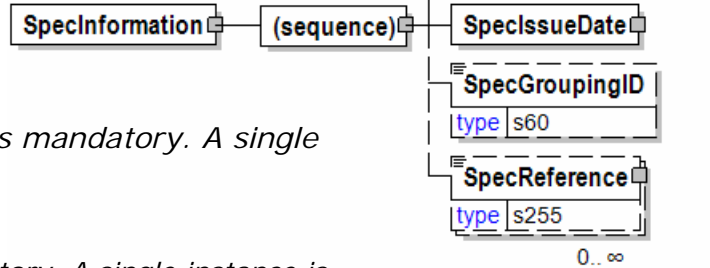 SpecInformation (sequence) SpecIssueDate
SpecGroupingID
type s60
s mandatory. A single
SpecReference
type s255
0.. ∞
tory. A single instance is